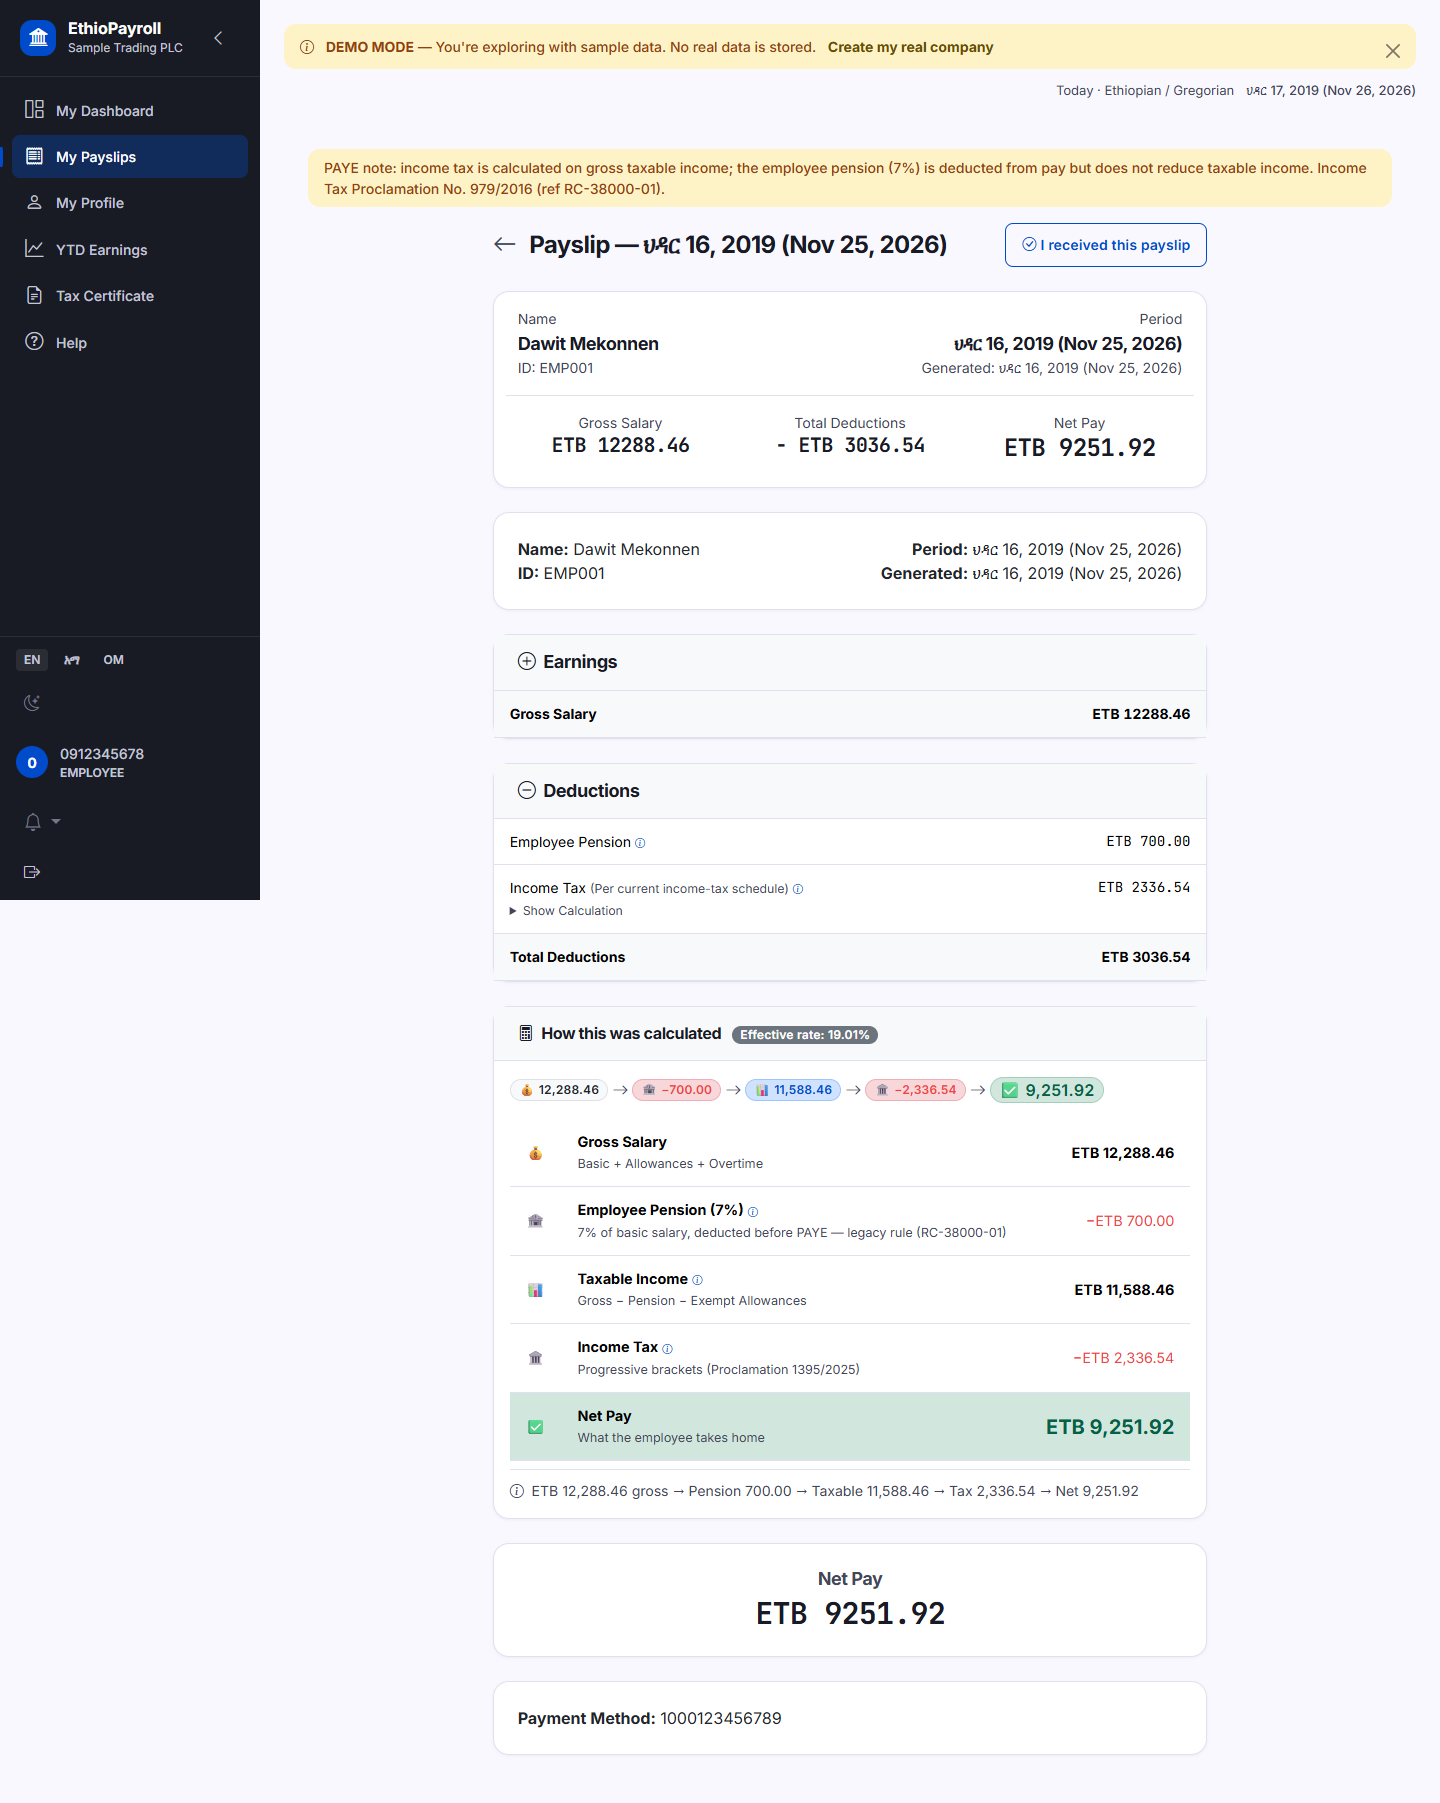 EthioPayroll
Sample Trading PLC
My Dashboard
My Payslips
My Profile
YTD Earnings
Tax Certificate
Help
EN አማ OM
0
0912345678
EMPLOYEE
DEMO MODE — You're exploring with sample data. No real data is stored. Create my real company
Today · Ethiopian / Gregorian ህዳር 17, 2019 (Nov 26, 2026)
PAYE note: income tax is calculated on gross taxable income; the employee pension (7%) is deducted from pay but does not reduce taxable income. Income
Tax Proclamation No. 979/2016 (ref RC-38000-01).
Payslip — ህዳር 16, 2019 (Nov 25, 2026)
I received this payslip
Name Period
Dawit Mekonnen ህዳር 16, 2019 (Nov 25, 2026)
ID: EMP001 Generated: ህዳር 16, 2019 (Nov 25, 2026)
Gross Salary Total Deductions Net Pay
ETB 12288.46 - ETB 3036.54 ETB 9251.92
Name: Dawit Mekonnen Period: ህዳር 16, 2019 (Nov 25, 2026)
ID: EMP001 Generated: ህዳር 16, 2019 (Nov 25, 2026)
Earnings
Gross Salary ETB 12288.46
Deductions
Employee Pension ETB 700.00
Income Tax (Per current income-tax schedule) ETB 2336.54
Show Calculation
Total Deductions ETB 3036.54
How this was calculated Effective rate: 19.01%
12,288.46 → −700.00 → 11,588.46 → −2,336.54 → 9,251.92
Gross Salary ETB 12,288.46
Basic + Allowances + Overtime
Employee Pension (7%) −ETB 700.00
7% of basic salary, deducted before PAYE — legacy rule (RC-38000-01)
Taxable Income ETB 11,588.46
Gross − Pension − Exempt Allowances
Income Tax −ETB 2,336.54
Progressive brackets (Proclamation 1395/2025)
Net Pay ETB 9,251.92
What the employee takes home
ETB 12,288.46 gross → Pension 700.00 → Taxable 11,588.46 → Tax 2,336.54 → Net 9,251.92
Net Pay
ETB 9251.92
Payment Method: 1000123456789